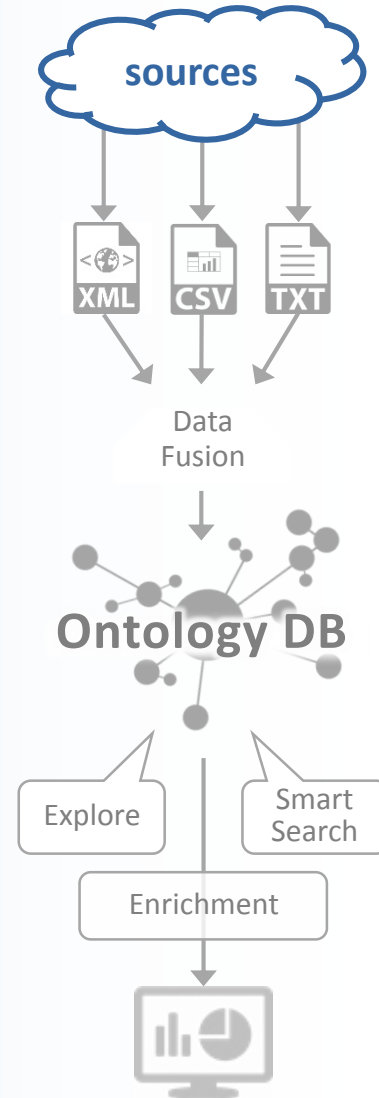 sources
XML
CSV
TXT
Data
Fusion
Ontology DB
Explore
Smart
Search
Enrichment